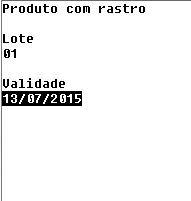 Produto com rastro
Lote
01
Validade
13/07/2015